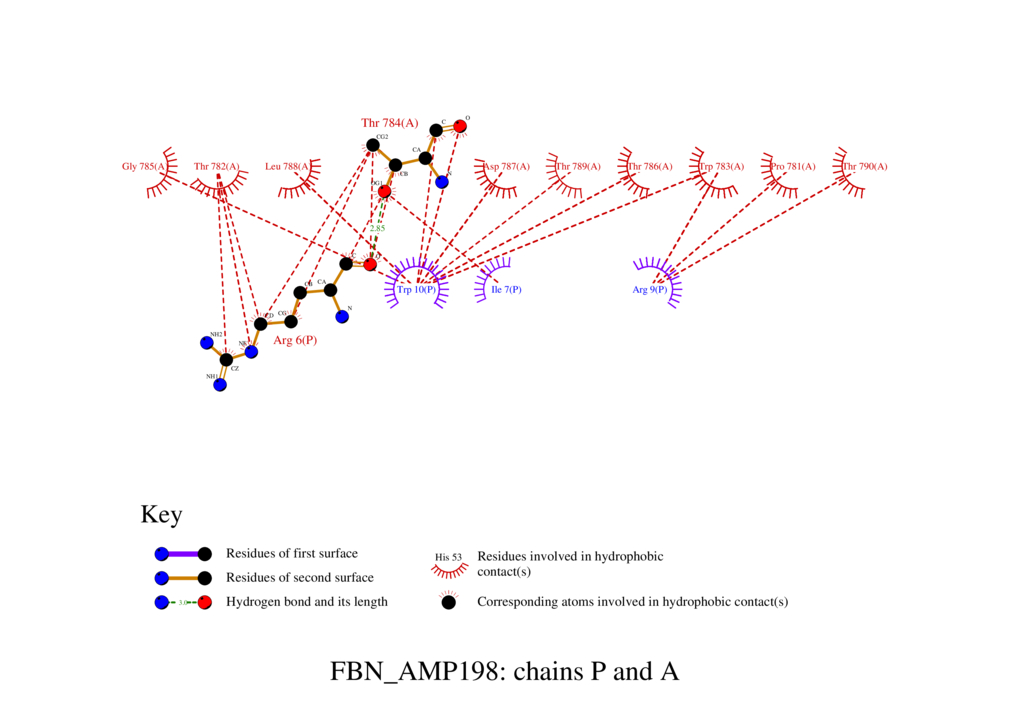 O
C
Thr 784(A)
CG2
CA
Gly 785(A)
Thr 782(A)
Leu 788(A)
CB
N
Asp 787(A)
Thr 789(A)
Thr 786(A)
Trp 783(A)
Pro 781(A)
Thr 790(A)
OG1
2.85
CB
CA
Trp 10(P)
Ile 7(P)
Arg 9(P)
N
CD
CG
NH2
NE
Arg 6(P)
CZ
NH1
Key
Residues of first surface
Residues of second surface
3.0
Hydrogen bond and its length
His 53
Residues involved in hydrophobic
contact(s)
Corresponding atoms involved in hydrophobic contact(s)
FBN_AMP198: chains P and A